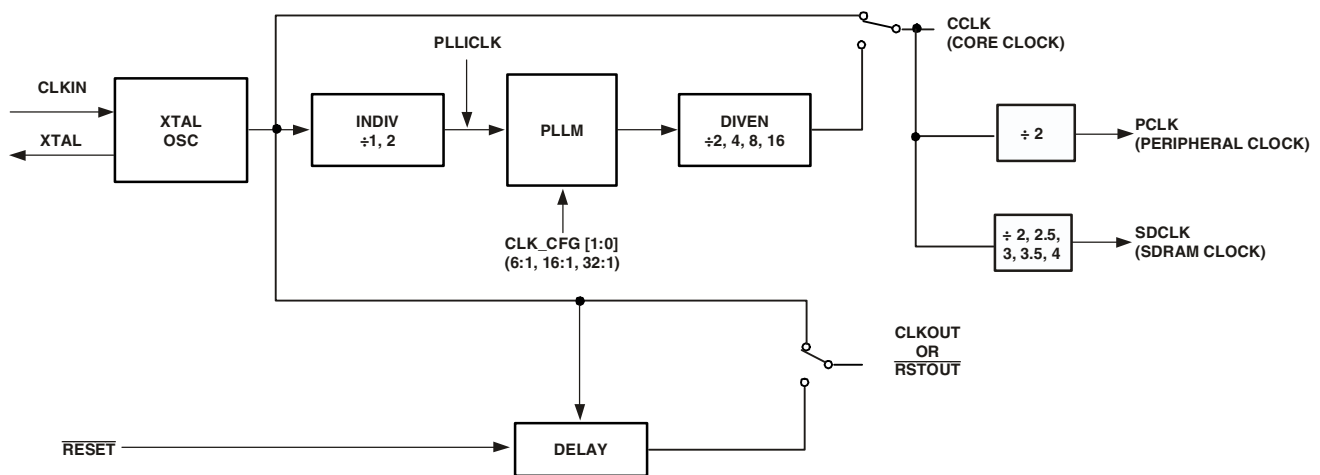 CCLK
(CORE CLOCK)
PLLICLK
CLKIN
XTAL
XTAL
OSC
INDIV
÷1, 2
PLLM
DIVEN
÷2, 4, 8, 16
÷ 2
PCLK
(PERIPHERAL CLOCK)
CLK_CFG [1:0]
(6:1, 16:1, 32:1)
÷ 2, 2.5,
3, 3.5, 4
SDCLK
(SDRAM CLOCK)
CLKOUT
OR
RSTOUT
RESET
DELAY